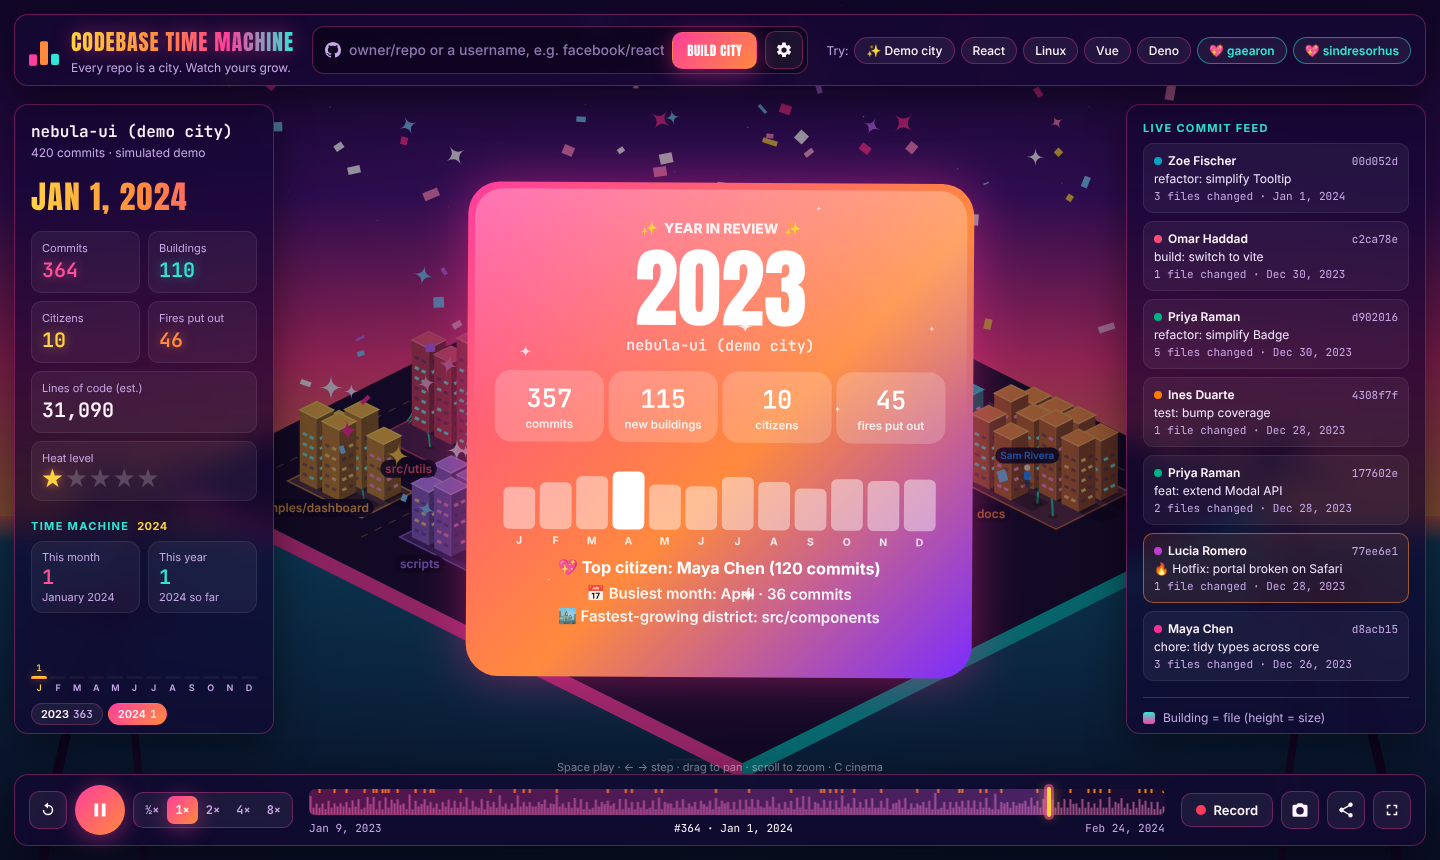 CODEBASE TIME MACHINE
Every repo is a city. Watch yours grow.
owner/repo or a username, e.g. facebook/react
BUILD CITY
Try:
✨ Demo city
React
Linux
Vue
Deno
💖 gaearon
💖 sindresorhus
nebula-ui (demo city)
420 commits · simulated demo
JAN 1, 2024
Commits
364
Buildings
110
Citizens
10
Fires put out
46
Lines of code (est.)
31,090
Heat level
★★★★★
TIME MACHINE 2024
This month
1
January 2024
This year
1
2024 so far
1
J F M A M J J A S O N D
2023 363
2024 1
src/utils
nples/dashboard
scripts
Sam Rivera
docs
✨ YEAR IN REVIEW ✨
2023
nebula-ui (demo city)
357
commits
115
new buildings
10
citizens
45
fires put out
J F M A M J J A S O N D
💖 Top citizen: Maya Chen (120 commits)
📅 Busiest month: April · 36 commits
🏙️ Fastest-growing district: src/components
LIVE COMMIT FEED
Zoe Fischer 00d052d
refactor: simplify Tooltip
3 files changed · Jan 1, 2024
Omar Haddad c2ca78e
build: switch to vite
1 file changed · Dec 30, 2023
Priya Raman d902016
refactor: simplify Badge
5 files changed · Dec 30, 2023
Ines Duarte 4308f7f
test: bump coverage
1 file changed · Dec 28, 2023
Priya Raman 177602e
feat: extend Modal API
2 files changed · Dec 28, 2023
Lucia Romero 77ee6e1
🔥 Hotfix: portal broken on Safari
1 file changed · Dec 28, 2023
Maya Chen d8acb15
chore: tidy types across core
3 files changed · Dec 26, 2023
Building = file (height = size)
Space play · ← → step · drag to pan · scroll to zoom · C cinema
½× 1× 2× 4× 8×
Jan 9, 2023
#364 · Jan 1, 2024
Feb 24, 2024
Record